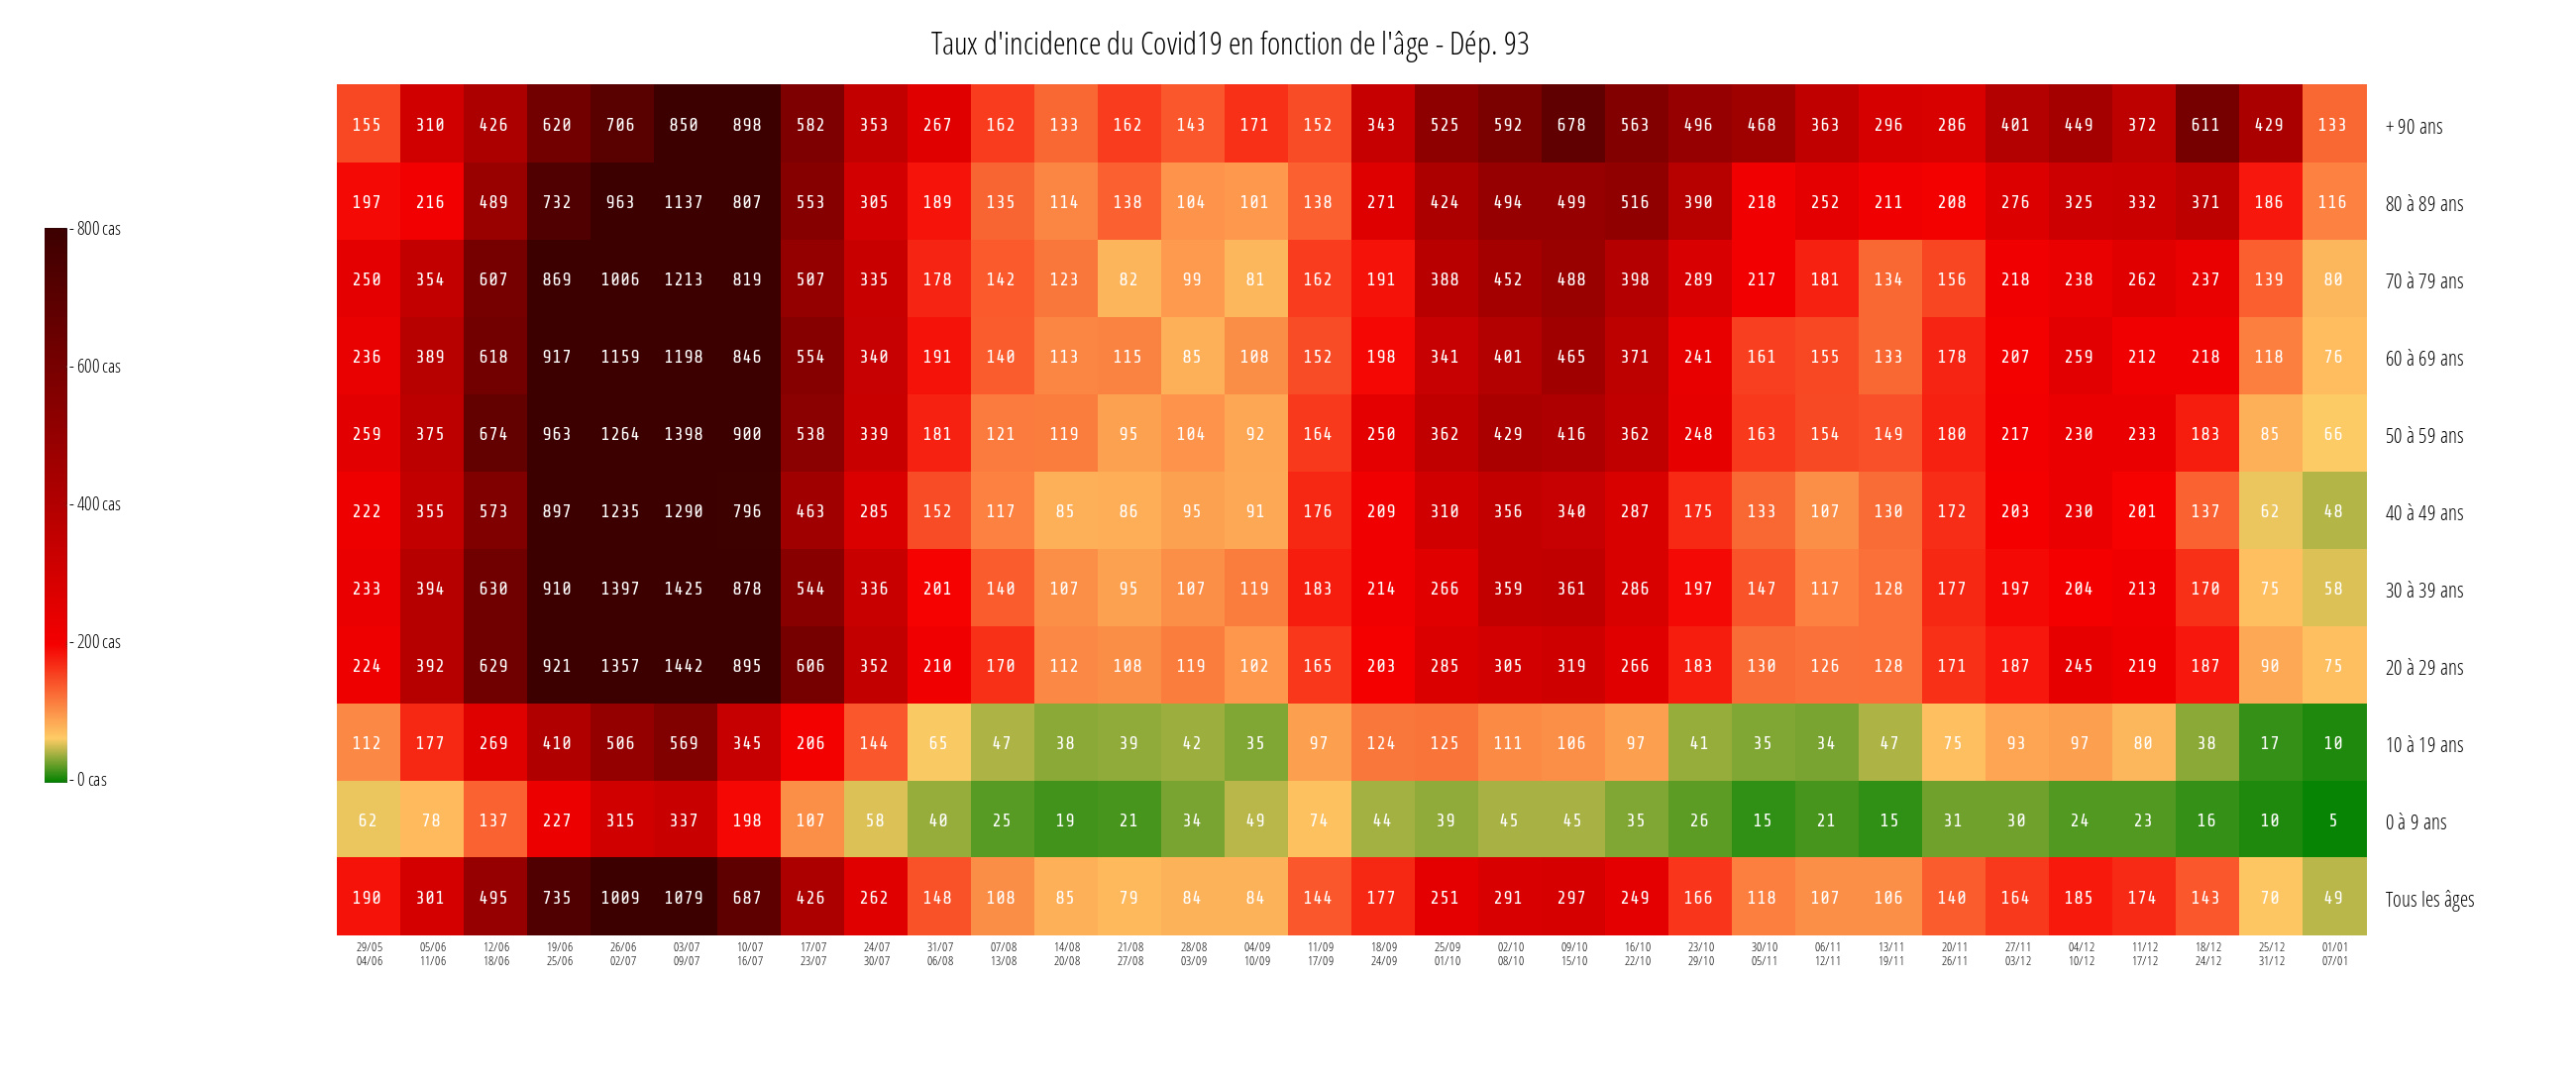 Taux d'incidence du Covid19 en fonction de l'âge - Dép. 93
- 800 cas
- 600 cas
- 400 cas
- 200 cas
- 0 cas
155 310 426 620 706 850 898 582 353 267 162 133 162 143 171 152 343 525 592 678 563 496 468 363 296 286 401 449 372 611 429 133 + 90 ans
197 216 489 732 963 1137 807 553 305 189 135 114 138 104 101 138 271 424 494 499 516 390 218 252 211 208 276 325 332 371 186 116 80 à 89 ans
250 354 607 869 1006 1213 819 507 335 178 142 123 82 99 81 162 191 388 452 488 398 289 217 181 134 156 218 238 262 237 139 80 70 à 79 ans
236 389 618 917 1159 1198 846 554 340 191 140 113 115 85 108 152 198 341 401 465 371 241 161 155 133 178 207 259 212 218 118 76 60 à 69 ans
259 375 674 963 1264 1398 900 538 339 181 121 119 95 104 92 164 250 362 429 416 362 248 163 154 149 180 217 230 233 183 85 66 50 à 59 ans
222 355 573 897 1235 1290 796 463 285 152 117 85 86 95 91 176 209 310 356 340 287 175 133 107 130 172 203 230 201 137 62 48 40 à 49 ans
233 394 630 910 1397 1425 878 544 336 201 140 107 95 107 119 183 214 266 359 361 286 197 147 117 128 177 197 204 213 170 75 58 30 à 39 ans
224 392 629 921 1357 1442 895 606 352 210 170 112 108 119 102 165 203 285 305 319 266 183 130 126 128 171 187 245 219 187 90 75 20 à 29 ans
112 177 269 410 506 569 345 206 144 65 47 38 39 42 35 97 124 125 111 106 97 41 35 34 47 75 93 97 80 38 17 10 10 à 19 ans
62 78 137 227 315 337 198 107 58 40 25 19 21 34 49 74 44 39 45 45 35 26 15 21 15 31 30 24 23 16 10 5 0 à 9 ans
190 301 495 735 1009 1079 687 426 262 148 108 85 79 84 84 144 177 251 291 297 249 166 118 107 106 140 164 185 174 143 70 49 Tous les âges
29/05 05/06 12/06 19/06 26/06 03/07 10/07 17/07 24/07 31/07 07/08 14/08 21/08 28/08 04/09 11/09 18/09 25/09 02/10 09/10 16/10 23/10 30/10 06/11 13/11 20/11 27/11 04/12 11/12 18/12 25/12 01/01
04/06 11/06 18/06 25/06 02/07 09/07 16/07 23/07 30/07 06/08 13/08 20/08 27/08 03/09 10/09 17/09 24/09 01/10 08/10 15/10 22/10 29/10 05/11 12/11 19/11 26/11 03/12 10/12 17/12 24/12 31/12 07/01